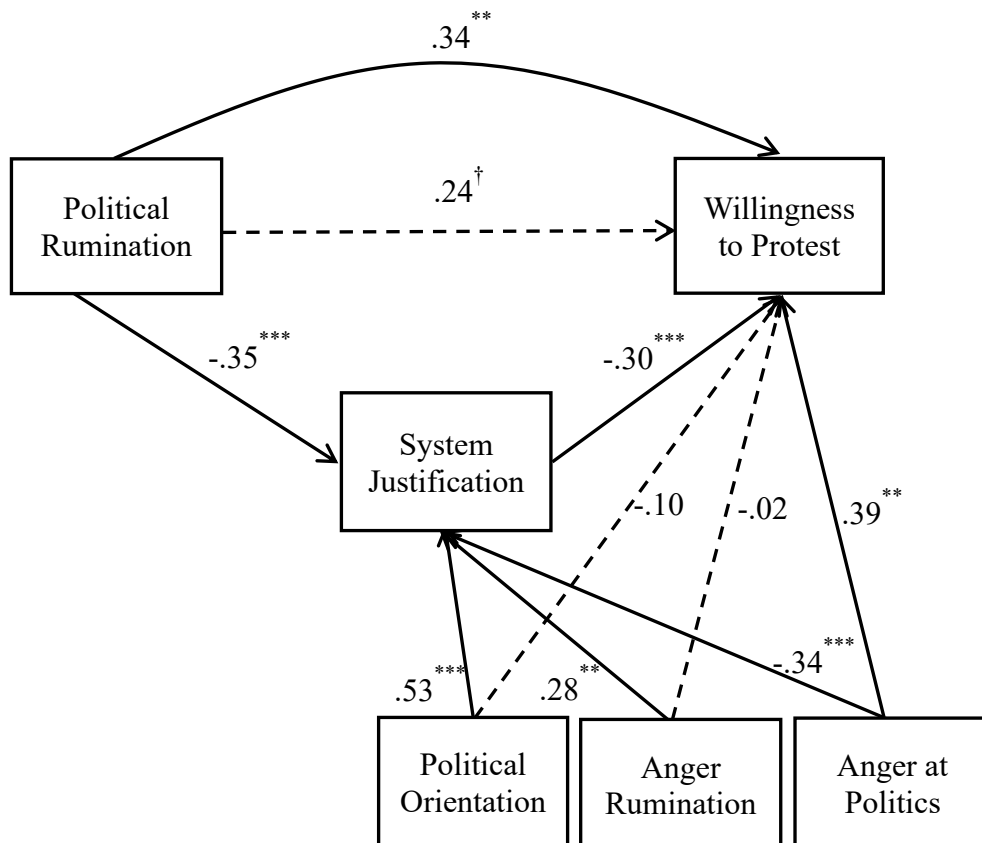 .34**
Political
Rumination
.24†
Willingness
to Protest
-.35***
-.30***
System
Justification
-.10
-.02
.39**
.53***
.28**
-.34***
Political
Orientation
Anger
Rumination
Anger at
Politics